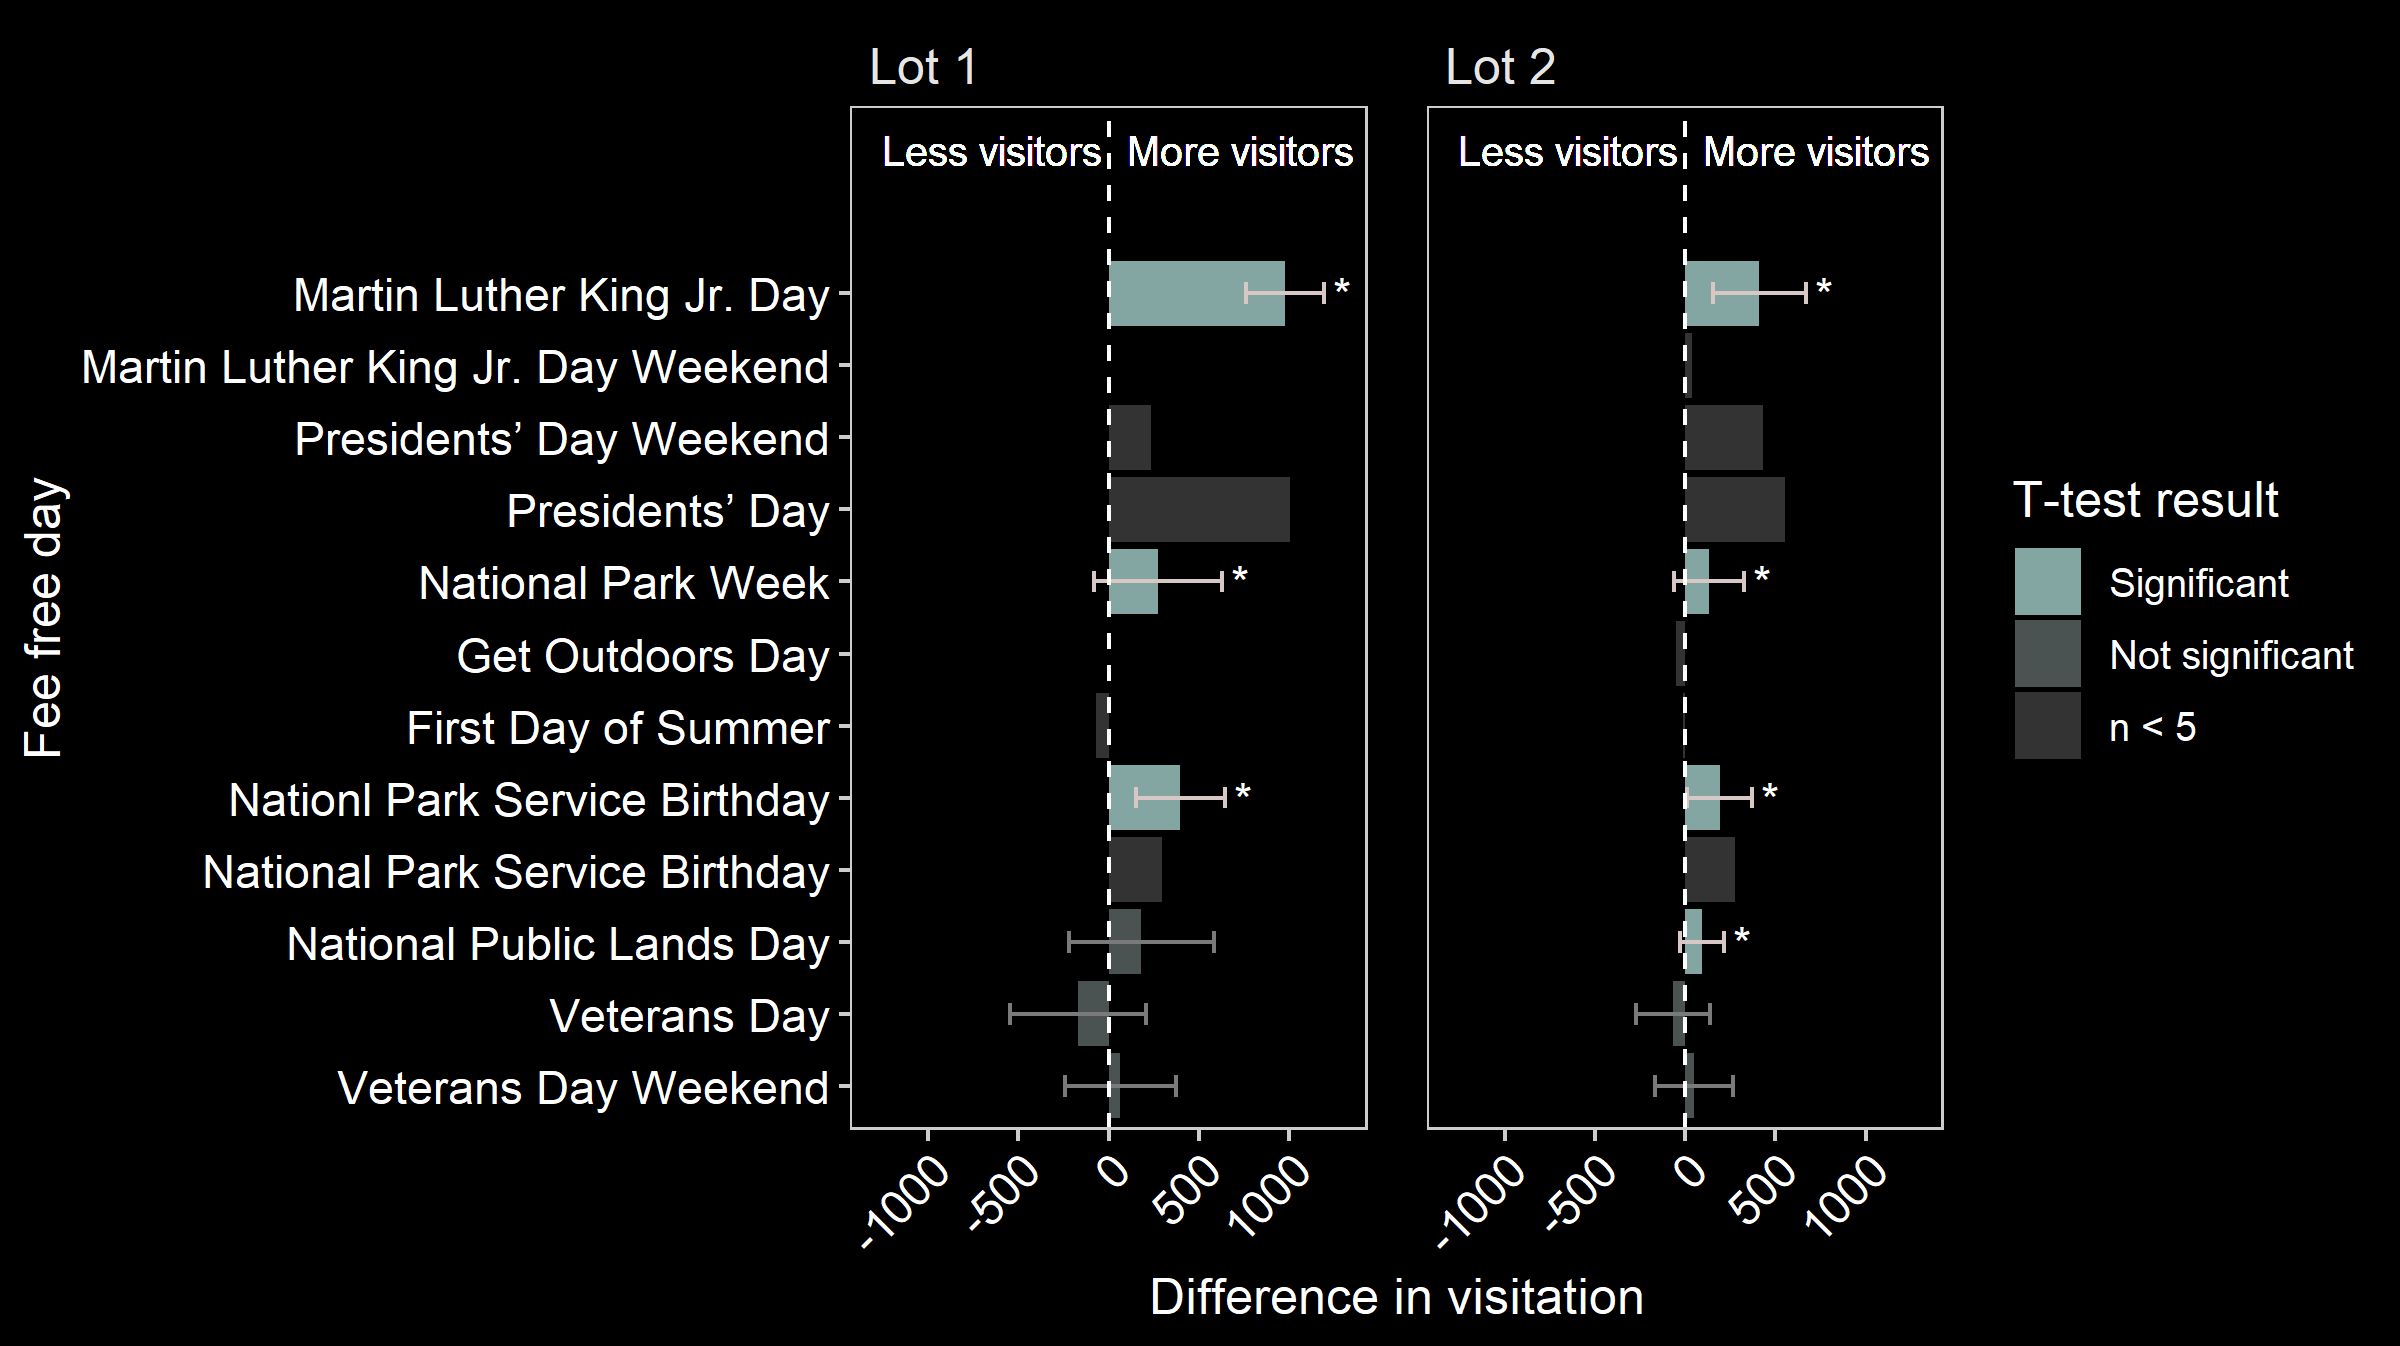 Lot 1
Lot 2
Less visitors
More visitors
Less visitors
More visitors
Fee free day
Martin Luther King Jr. Day
*
*
Martin Luther King Jr. Day Weekend
Presidents’ Day Weekend
Presidents’ Day
National Park Week
*
*
Get Outdoors Day
First Day of Summer
Nationl Park Service Birthday
*
*
National Park Service Birthday
National Public Lands Day
*
Veterans Day
Veterans Day Weekend
-1000
-500
0
500
1000
-1000
-500
0
500
1000
Difference in visitation
T-test result
Significant
Not significant
n < 5